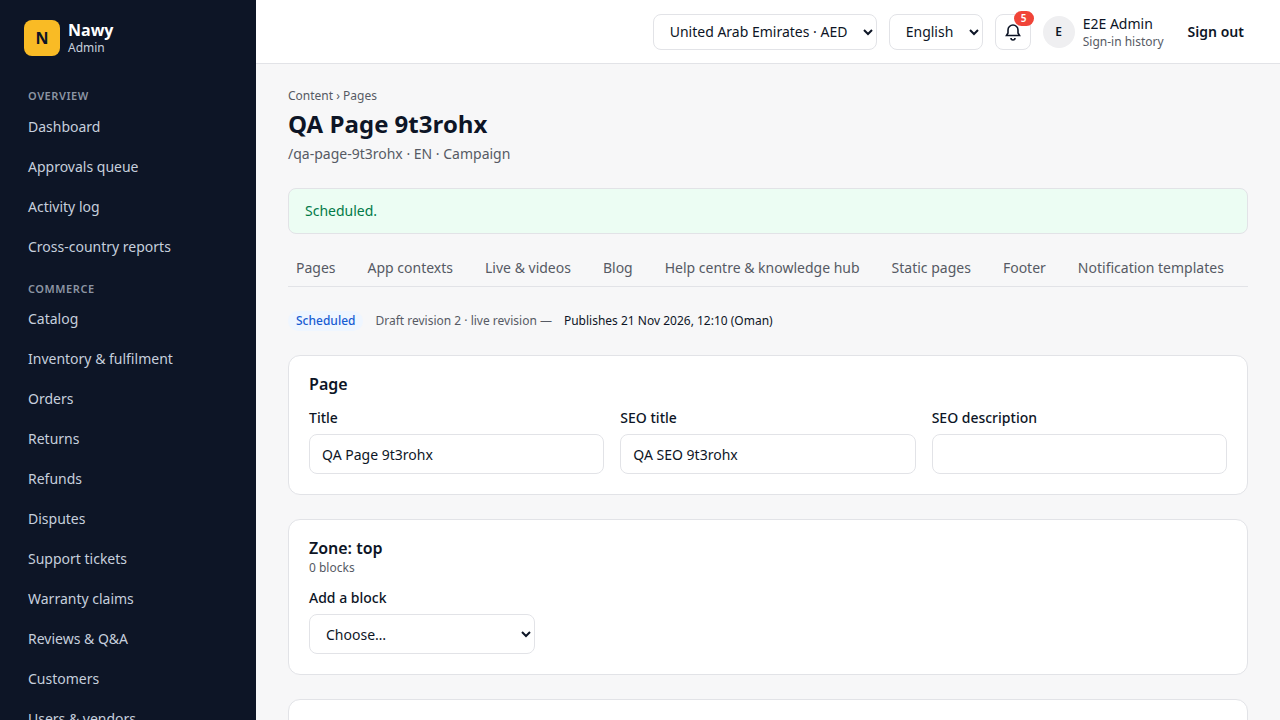 N
Nawy
Admin
United Arab Emirates · AED
English
5
E
E2E Admin
Sign-in history
Sign out
OVERVIEW
Dashboard
Approvals queue
Activity log
Cross-country reports
COMMERCE
Catalog
Inventory & fulfilment
Orders
Returns
Refunds
Disputes
Support tickets
Warranty claims
Reviews & Q&A
Customers
Users & vendors
Content › Pages
QA Page 9t3rohx
/qa-page-9t3rohx · EN · Campaign
Scheduled.
Pages App contexts Live & videos Blog Help centre & knowledge hub Static pages Footer Notification templates
Scheduled Draft revision 2 · live revision — Publishes 21 Nov 2026, 12:10 (Oman)
Page
Title SEO title SEO description
QA Page 9t3rohx QA SEO 9t3rohx
Zone: top
0 blocks
Add a block
Choose...